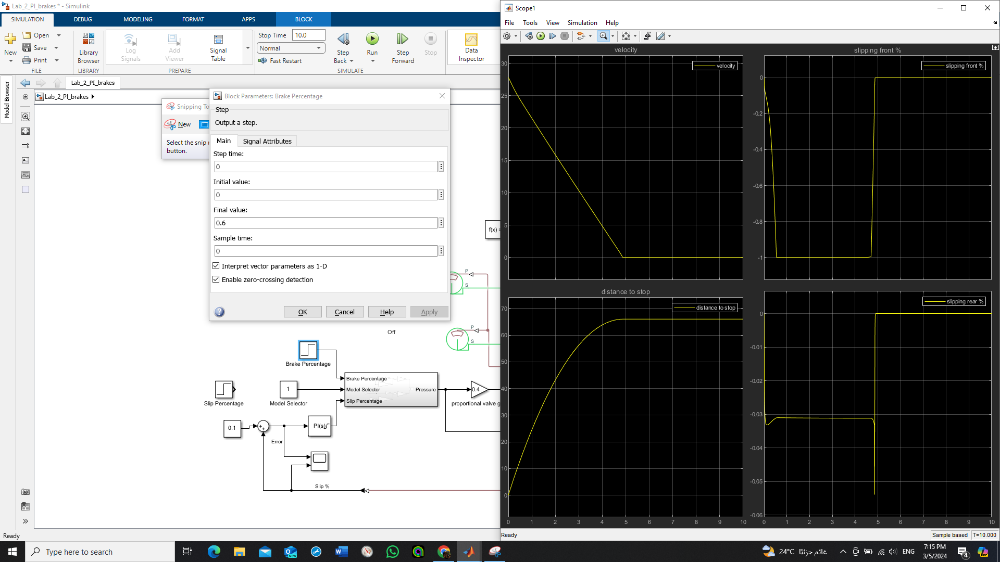 Lab_2_PI_brakes * - Simulink
SIMULATION
DEBUG
MODELING
FORMAT
APPS
BLOCK
New
Open
Save
Print
FILE
Library
Browser
LIBRARY
Log
Signals
Add
Viewer
Signal
Table
PREPARE
Stop Time
10.0
Normal
Fast Restart
Step
Back
Run
Step
Forward
Stop
SIMULATE
Data
Inspector
Model Browser
Lab_2_PI_brakes
Lab_2_PI_brakes
Snipping To
New
Select the snip
button.
Block Parameters: Brake Percentage
Step
Output a step.
Main
Signal Attributes
Step time:
0
Initial value:
0
Final value:
0.6
Sample time:
0
Interpret vector parameters as 1-D
Enable zero-crossing detection
OK
Cancel
Help
Apply
f(x) =
P
S
P
S
Off
Brake Percentage
Slip Percentage
1
Model Selector
Brake Percentage
Model Selector
Slip Percentage
Pressure
0.4
proportional valve g
0.1
+
+
PI(s)
Error
Slip %
Ready
Scope1
File
Tools
View
Simulation
Help
velocity
velocity
30
25
20
15
10
5
0
slipping front %
slipping front %
0
-0.2
-0.4
-0.6
-0.8
-1
distance to stop
distance to stop
70
60
50
40
30
20
10
0
0 1 2 3 4 5 6 7 8 9 10
slipping rear %
0
-0.01
-0.02
-0.03
-0.04
-0.05
-0.06
0 1 2 3 4 5 6 7 8 9 10
Ready
Sample based
T=10.000
Type here to search
24°C
غائم جزئيًا
ENG
7:15 PM
3/5/2024
4